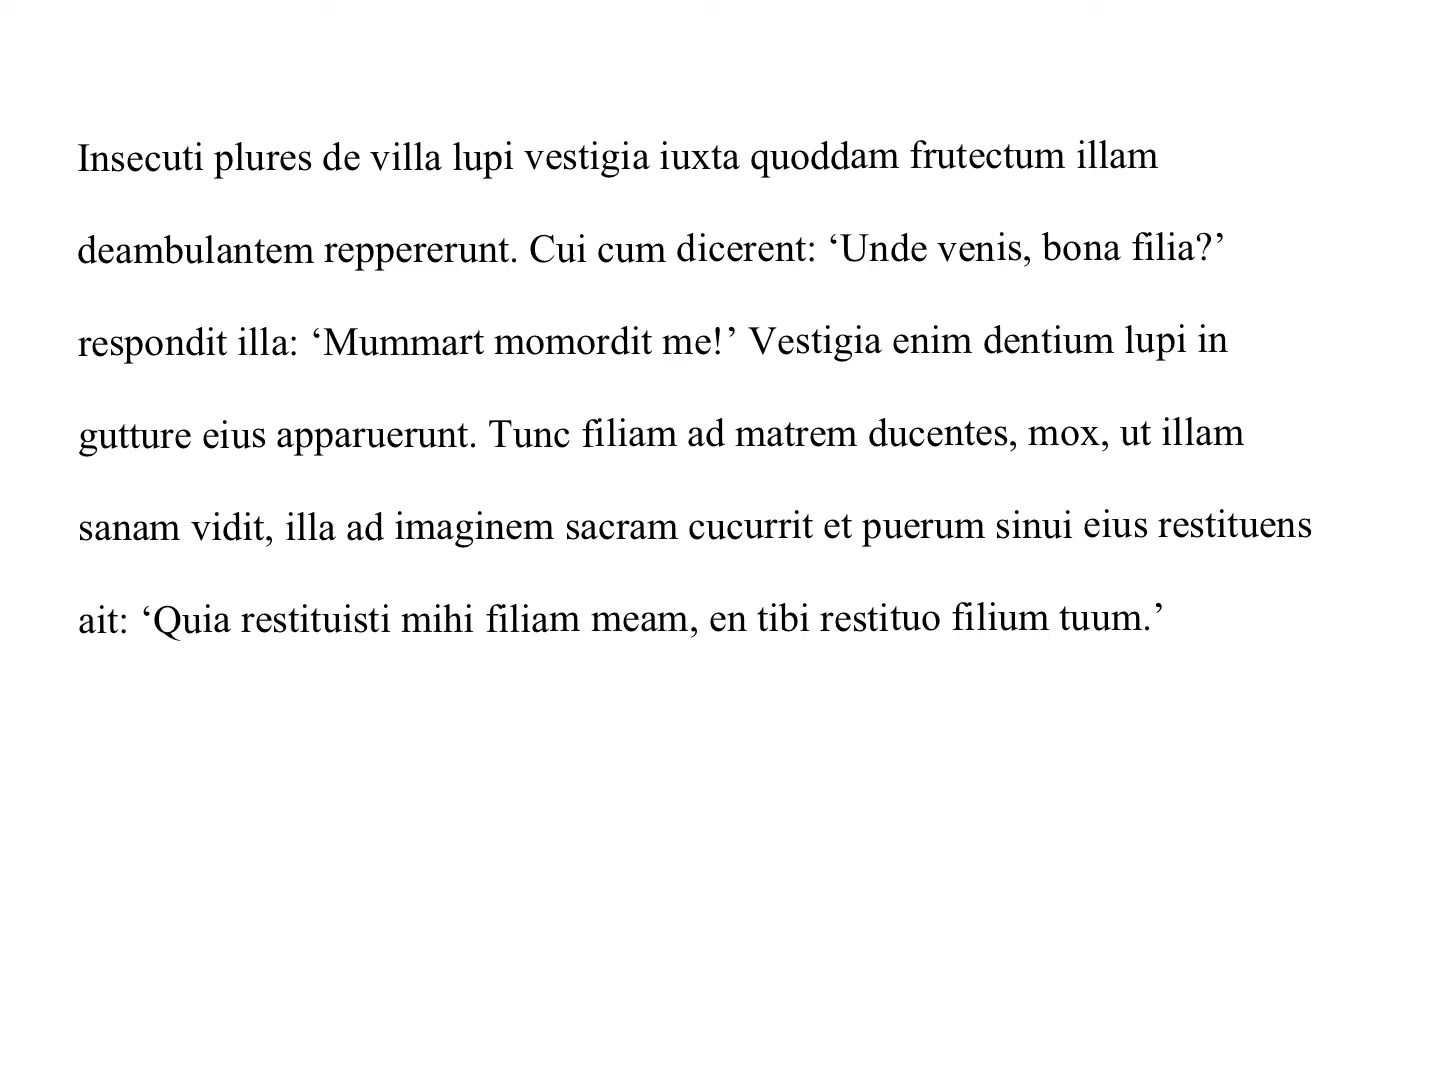 Insecuti plures de villa lupi vestigia iuxta quoddam frutectum illam
deambulantem reppererunt. Cui cum dicerent: ‘Unde venis, bona filia?’
respondit illa: ‘Mummart momordit me!’ Vestigia enim dentium lupi in
gutture eius apparuerunt. Tunc filiam ad matrem ducentes, mox, ut illam
sanam vidit, illa ad imaginem sacram cucurrit et puerum sinui eius restituens
ait: ‘Quia restituisti mihi filiam meam, en tibi restituo filium tuum.’